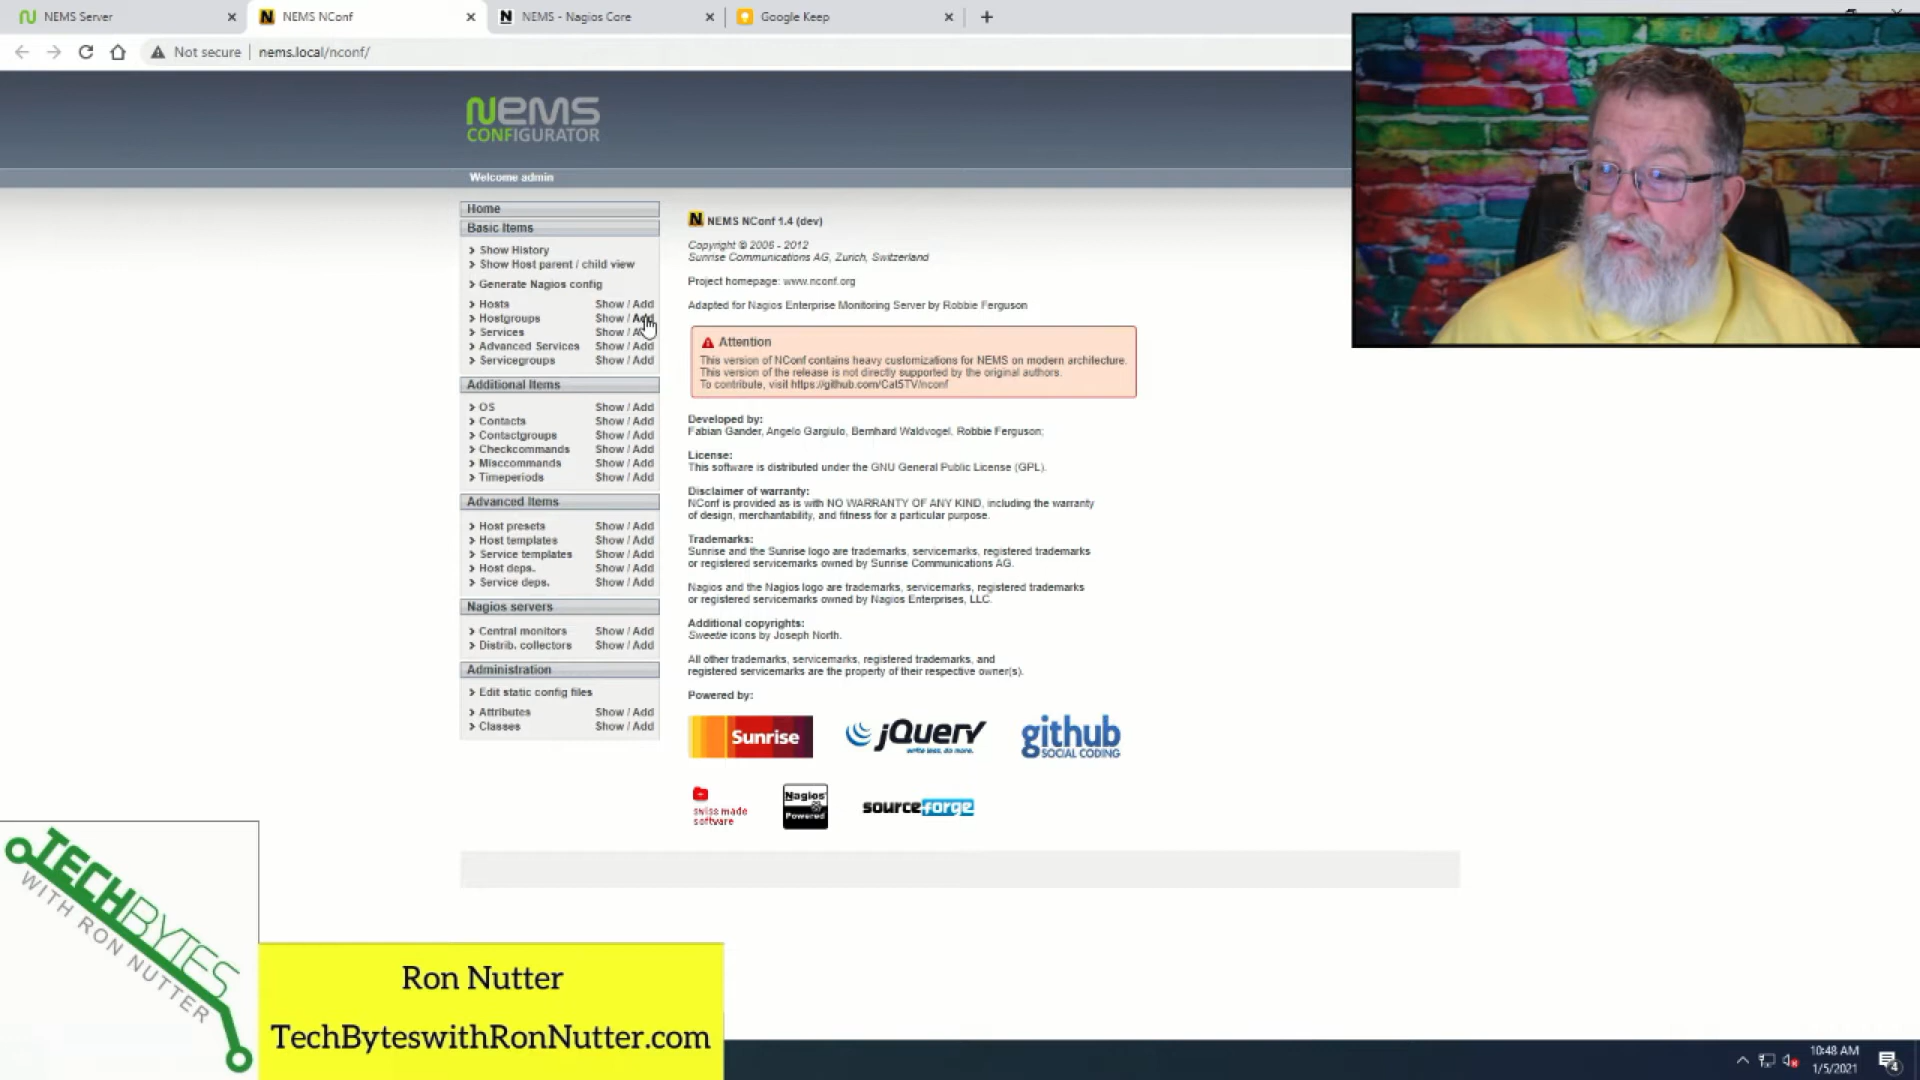 NEMS Server
NEMS NConf
NEMS - Nagios Core
Google Keep
Not secure
nems.local/nconf/
NEMS
CONFIGURATOR
Welcome admin
Home
Basic Items
Show History
Show Host parent / child view
Generate Nagios config
Hosts Show / Add
Hostgroups Show / Add
Services Show /
Advanced Services Show / Add
Servicegroups Show / Add
Additional Items
OS Show / Add
Contacts Show / Add
Contactgroups Show / Add
Checkcommands Show / Add
Misccommands Show / Add
Timeperiods Show / Add
Advanced Items
Host presets Show / Add
Host templates Show / Add
Service templates Show / Add
Host deps. Show / Add
Service deps. Show / Add
Nagios servers
Central monitors Show / Add
Distrib. collectors Show / Add
Administration
Edit static config files
Attributes Show / Add
Classes Show / Add
N NEMS NConf 1.4 (dev)
Copyright © 2006 - 2012
Sunrise Communications AG, Zurich, Switzerland
Project homepage: www.nconf.org
Adapted for Nagios Enterprise Monitoring Server by Robbie Ferguson
Attention
This version of NConf contains heavy customizations for NEMS on modern architecture.
This version of the release is not directly supported by the original authors.
To contribute, visit https://github.com/Cat5TV/nconf
Developed by:
Fabian Gander, Angelo Gargiulo, Bernhard Waldvogel, Robbie Ferguson;
License:
This software is distributed under the GNU General Public License (GPL).
Disclaimer of warranty:
NConf is provided as is with NO WARRANTY OF ANY KIND, including the warranty
of design, merchantability, and fitness for a particular purpose.
Trademarks:
Sunrise and the Sunrise logo are trademarks, servicemarks, registered trademarks
or registered servicemarks owned by Sunrise Communications AG.
Nagios and the Nagios logo are trademarks, servicemarks, registered trademarks
or registered servicemarks owned by Nagios Enterprises, LLC.
Additional copyrights:
Sweetie icons by Joseph North.
All other trademarks, servicemarks, registered trademarks, and
registered servicemarks are the property of their respective owner(s).
Powered by:
Sunrise
jQuery
write less, do more.
github
SOCIAL CODING
swiss made
software
Nagios
Powered
sourceforge
TECHBYTES
WITH RON NUTTER
Ron Nutter
TechByteswithRonNutter.com
10:48 AM
1/5/2021
4